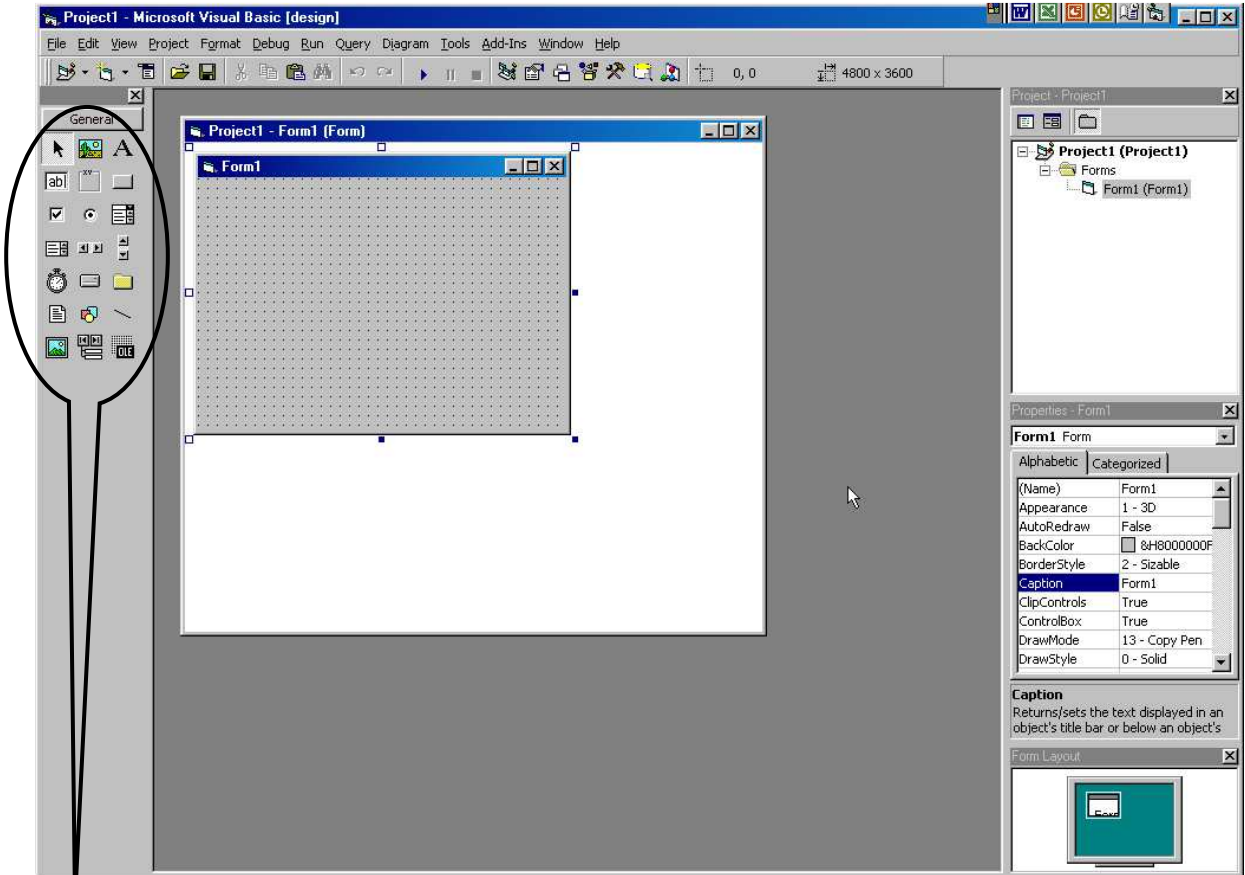 Project1 - Microsoft Visual Basic [design]
File Edit View Project Format Debug Run Query Diagram Tools Add-Ins Window Help
0, 0 4800 x 3600
General
A
ab|
xv
OLE
Project1 - Form1 (Form)
Form1
Project - Project1
Project1 (Project1)
Forms
Form1 (Form1)
Properties - Form1
Form1 Form
Alphabetic Categorized
(Name) Form1
Appearance 1 - 3D
AutoRedraw False
BackColor &H8000000F
BorderStyle 2 - Sizable
Caption Form1
ClipControls True
ControlBox True
DrawMode 13 - Copy Pen
DrawStyle 0 - Solid
Caption
Returns/sets the text displayed in an
object's title bar or below an object's
Form Layout